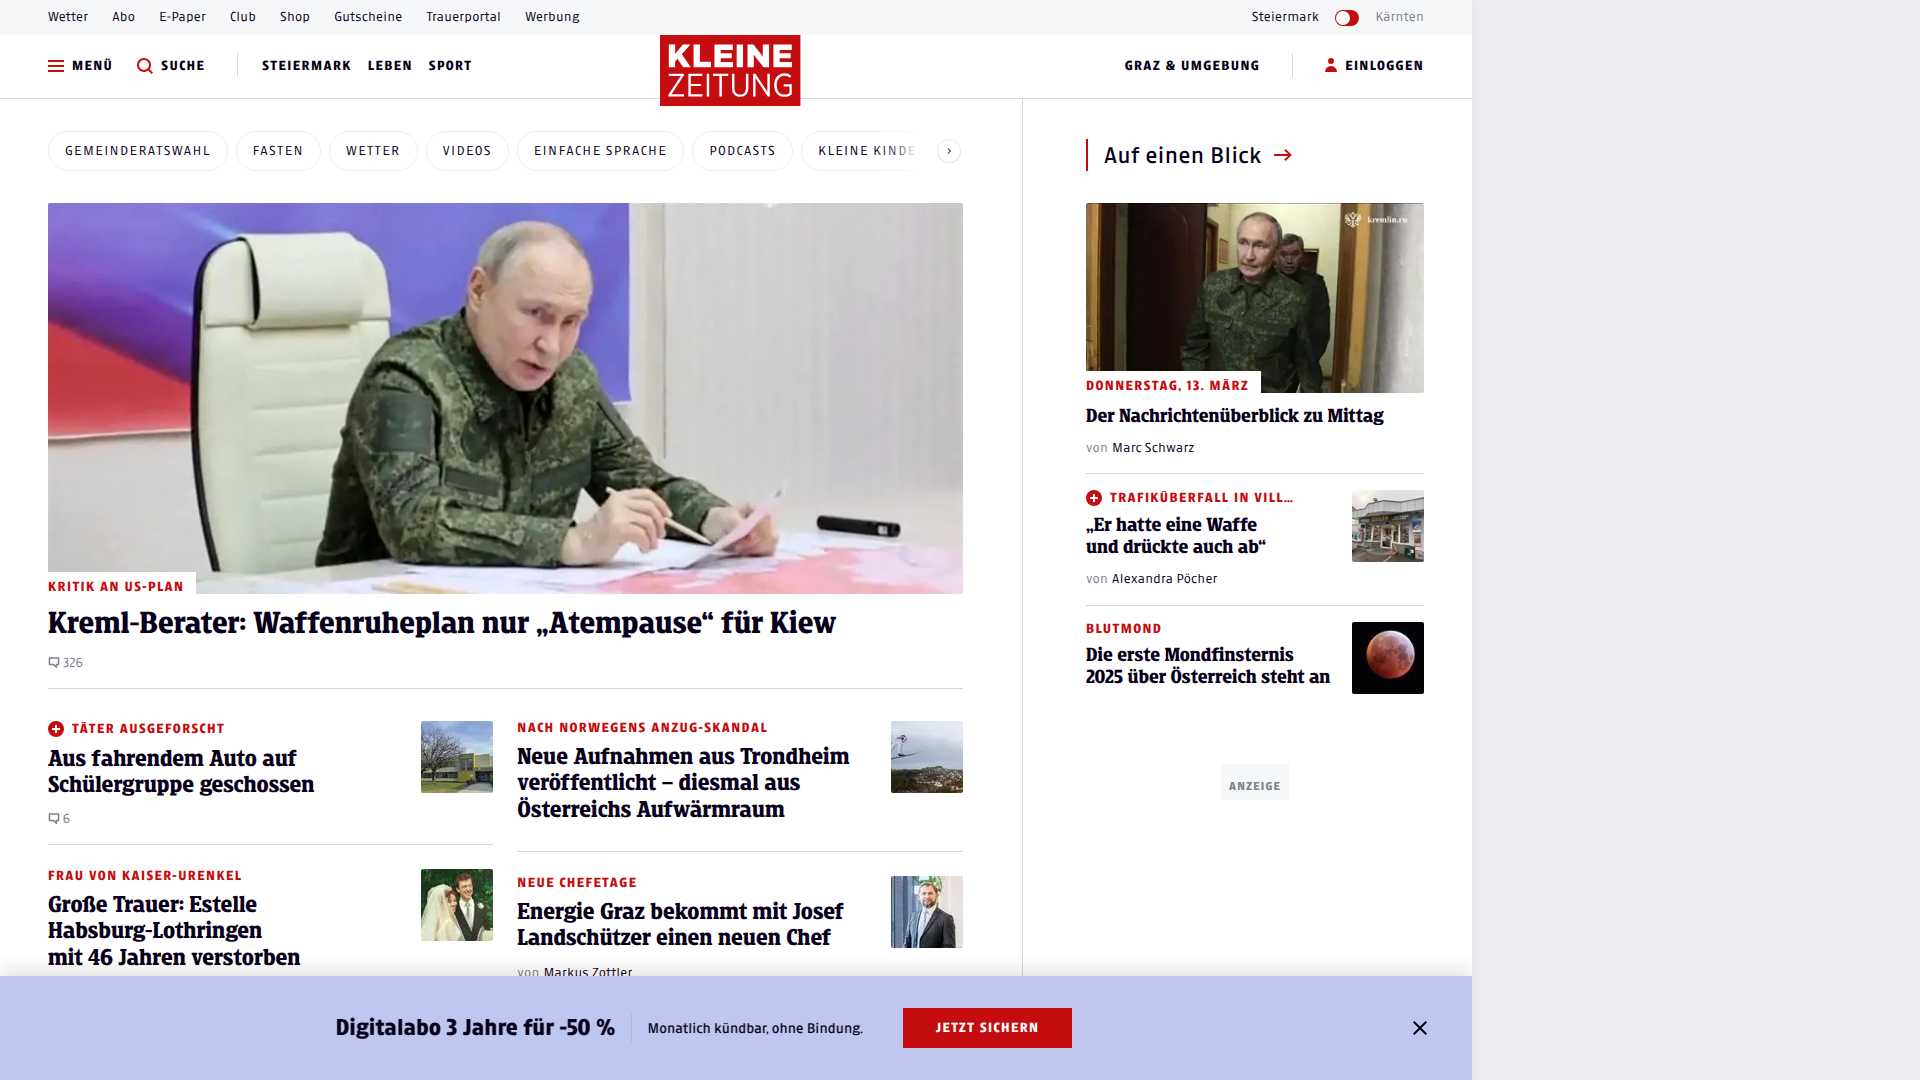 Wetter Abo E-Paper Club Shop Gutscheine Trauerportal Werbung Steiermark Kärnten
MENÜ SUCHE STEIERMARK LEBEN SPORT KLEINE ZEITUNG GRAZ & UMGEBUNG EINLOGGEN
GEMEINDERATSWAHL FASTEN WETTER VIDEOS EINFACHE SPRACHE PODCASTS KLEINE KINDE
KRITIK AN US-PLAN
Kreml-Berater: Waffenruheplan nur „Atempause“ für Kiew
326
TÄTER AUSGEFORSCHT
Aus fahrendem Auto auf
Schülergruppe geschossen
6
FRAU VON KAISER-URENKEL
Große Trauer: Estelle
Habsburg-Lothringen
mit 46 Jahren verstorben
NACH NORWEGENS ANZUG-SKANDAL
Neue Aufnahmen aus Trondheim
veröffentlicht – diesmal aus
Österreichs Aufwärmraum
NEUE CHEFETAGE
Energie Graz bekommt mit Josef
Landschützer einen neuen Chef
von Markus Zottler
Auf einen Blick
kremlin.ru
DONNERSTAG, 13. MÄRZ
Der Nachrichtenüberblick zu Mittag
von Marc Schwarz
TRAFIKÜBERFALL IN VILL…
„Er hatte eine Waffe
und drückte auch ab“
von Alexandra Pöcher
BLUTMOND
Die erste Mondfinsternis
2025 über Österreich steht an
ANZEIGE
Digitalabo 3 Jahre für -50 % Monatlich kündbar, ohne Bindung. JETZT SICHERN